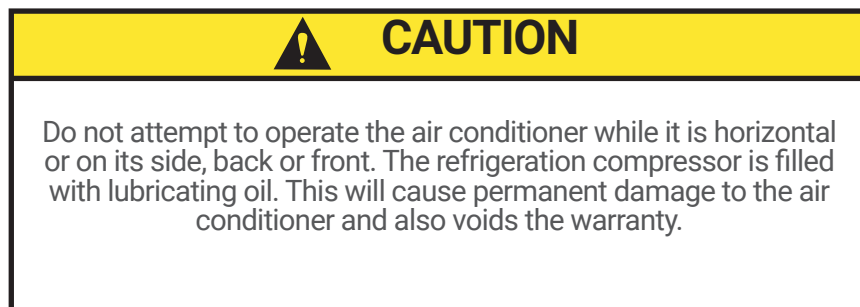 CAUTION
Do not attempt to operate the air conditioner while it is horizontal
or on its side, back or front. The refrigeration compressor is filled
with lubricating oil. This will cause permanent damage to the air
conditioner and also voids the warranty.